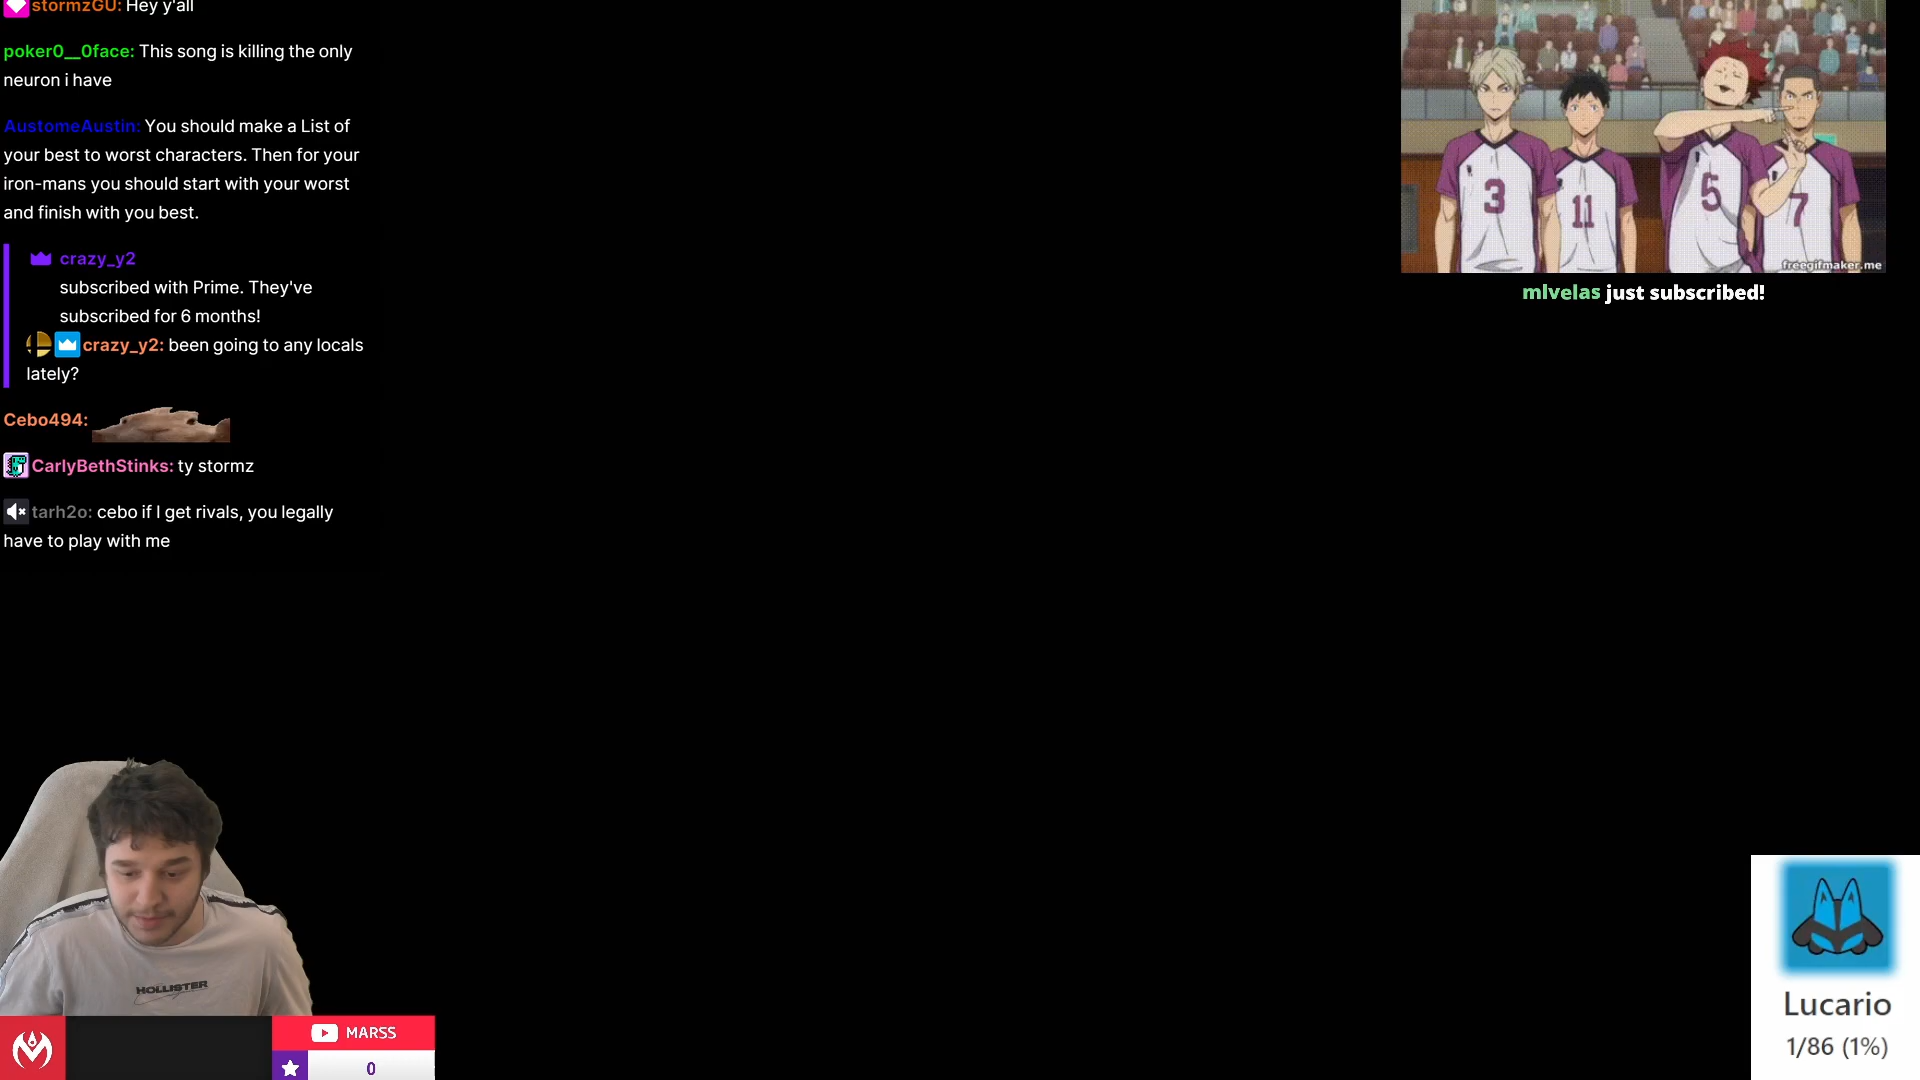 stormzGU: Hey y'all
poker0__0face: This song is killing the only
neuron i have
AustomeAustin: You should make a List of
your best to worst characters. Then for your
iron-mans you should start with your worst
and finish with you best.
crazy_y2
subscribed with Prime. They've
subscribed for 6 months!
crazy_y2: been going to any locals
lately?
Cebo494:
CarlyBethStinks: ty stormz
tarh2o: cebo if I get rivals, you legally
have to play with me
3
11
5
7
freegifmaker.me
mlvelas just subscribed!
HOLLISTER
MARSS
0
Lucario
1/86 (1%)